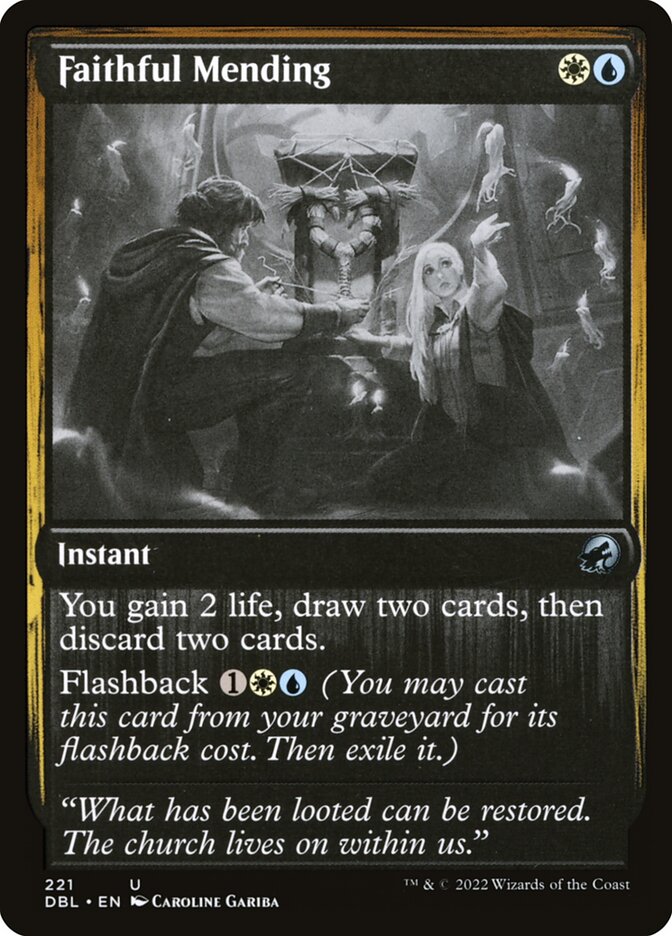 Faithful Mending
Instant
You gain 2 life, draw two cards, then
discard two cards.
Flashback 1 (You may cast
this card from your graveyard for its
flashback cost. Then exile it.)
“What has been looted can be restored.
The church lives on within us.”
221 U ™ & © 2022 Wizards of the Coast
DBL • EN Caroline Gariba